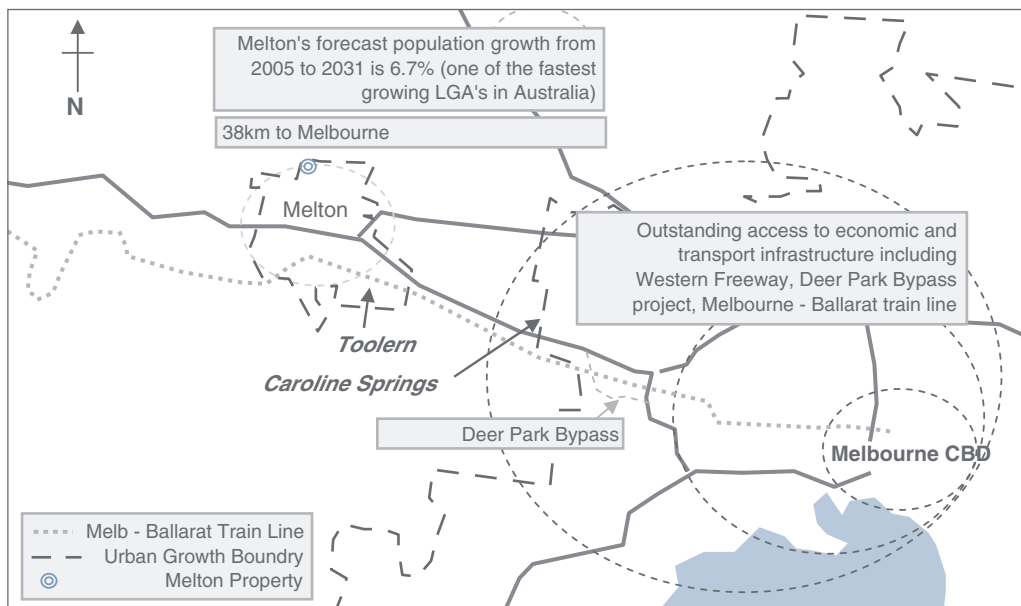 Melton's forecast population growth from
2005 to 2031 is 6.7% (one of the fastest
growing LGA's in Australia)
N
38km to Melbourne
Melton
Outstanding access to economic and
transport infrastructure including
Western Freeway, Deer Park Bypass
project, Melbourne - Ballarat train line
Toolern
Caroline Springs
Deer Park Bypass
Melbourne CBD
Melb - Ballarat Train Line
Urban Growth Boundry
Melton Property